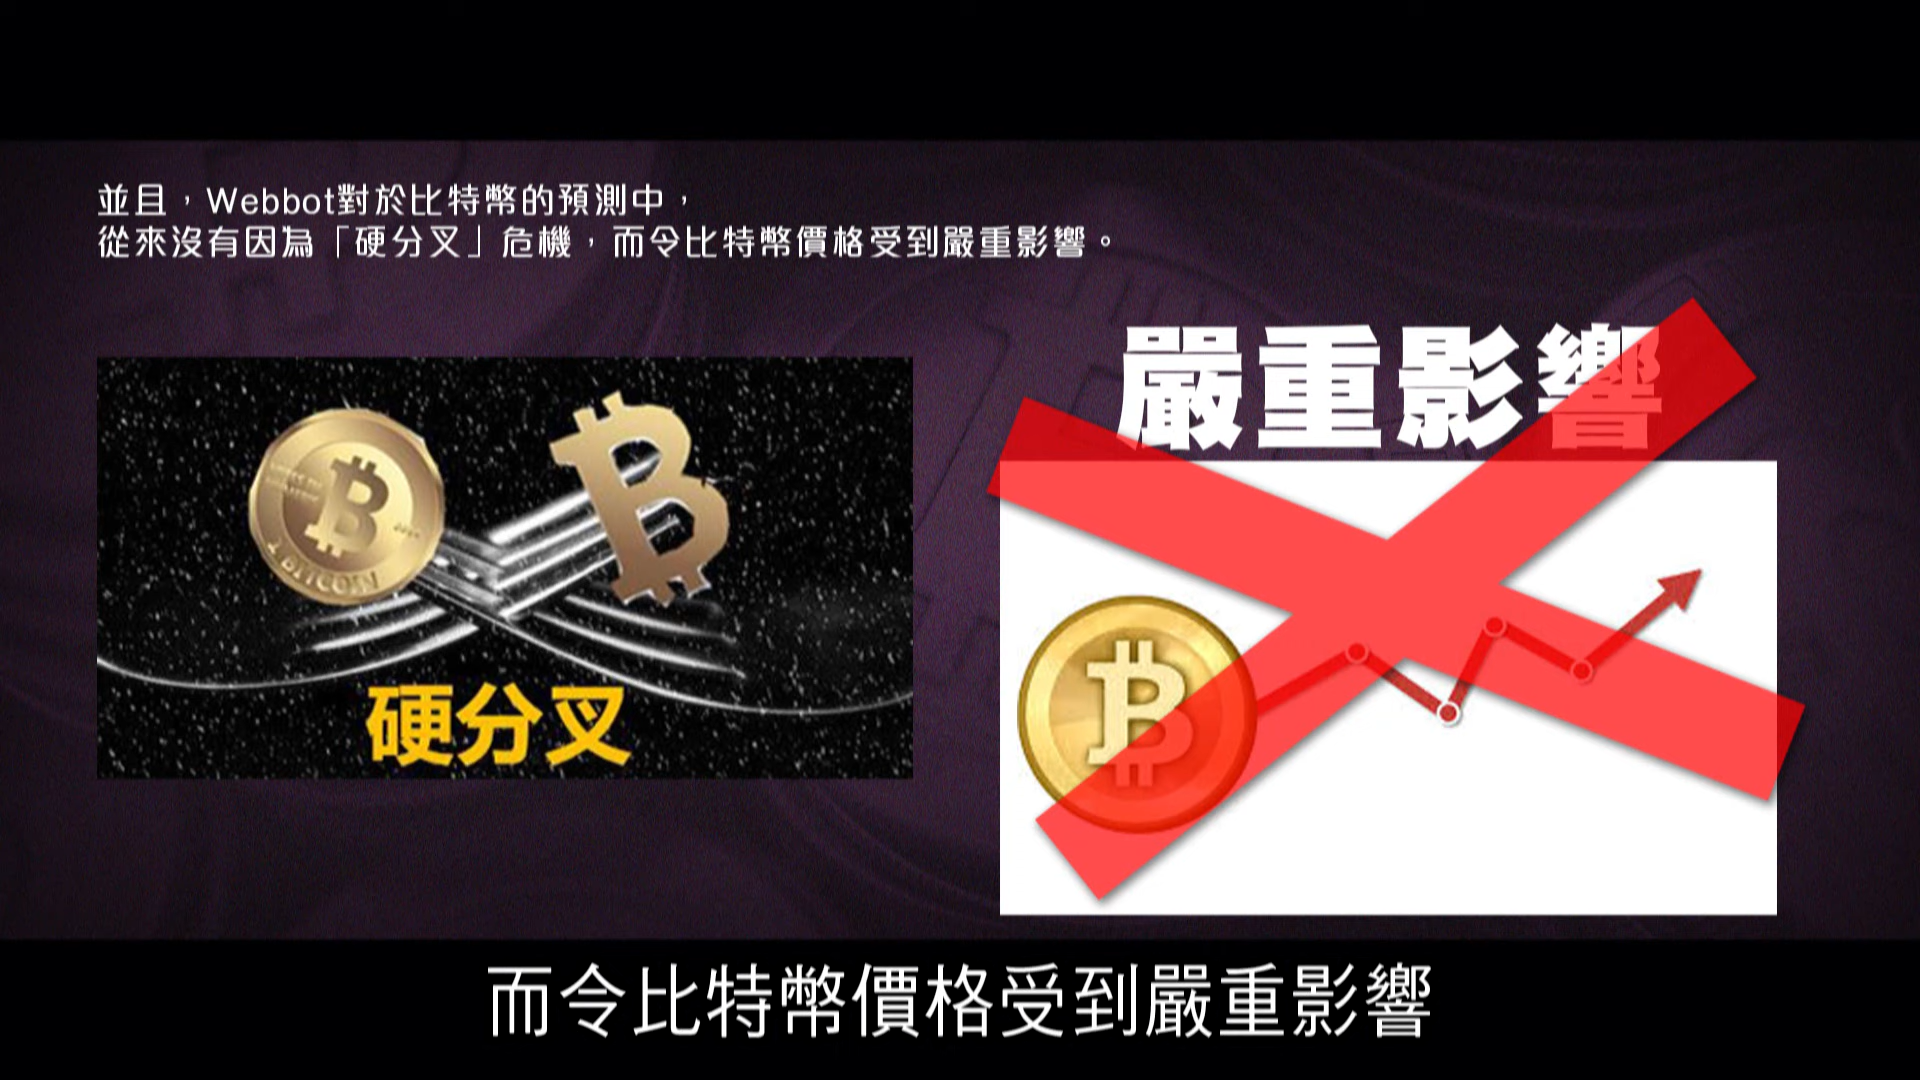 並且，Webbot對於比特幣的預測中，
從來沒有因為「硬分叉」危機，而令比特幣價格受到嚴重影響。
嚴重影響
BITCOIN
硬分叉
而令比特幣價格受到嚴重影響